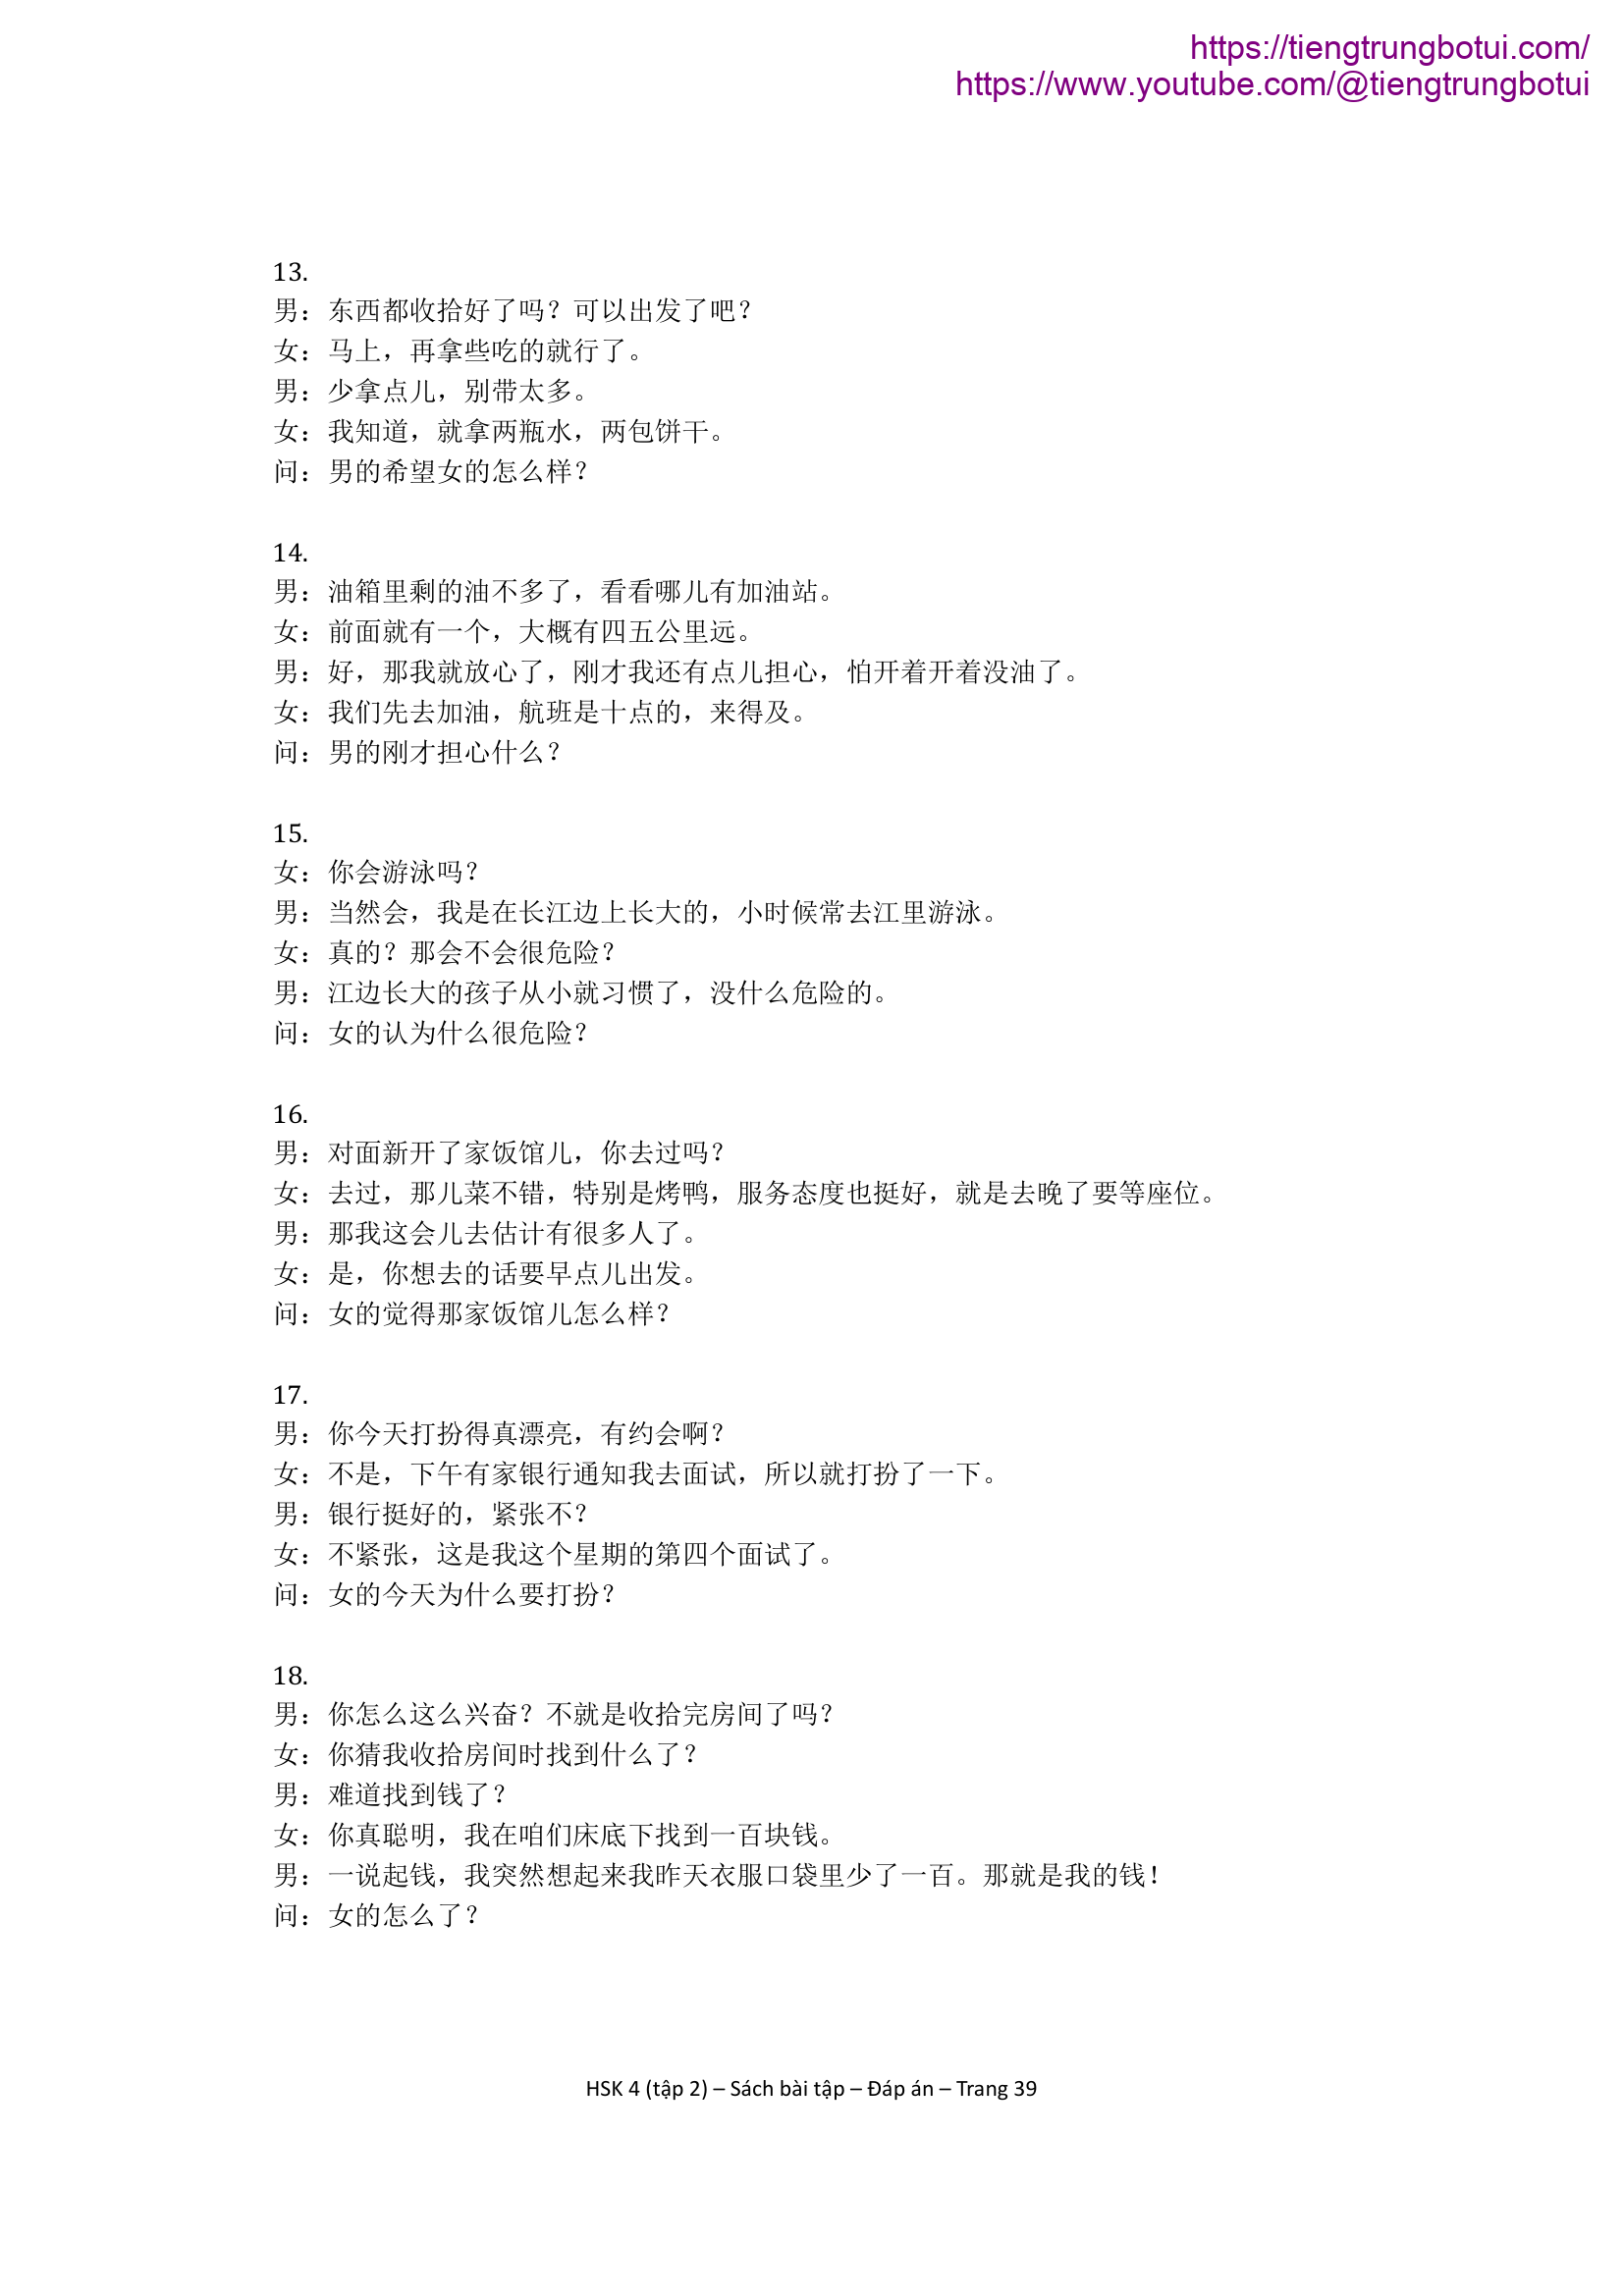 https://tiengtrungbotui.com/
https://www.youtube.com/@tiengtrungbotui
13.
男：东西都收拾好了吗？可以出发了吧？
女：马上，再拿些吃的就行了。
男：少拿点儿，别带太多。
女：我知道，就拿两瓶水，两包饼干。
问：男的希望女的怎么样？
14.
男：油箱里剩的油不多了，看看哪儿有加油站。
女：前面就有一个，大概有四五公里远。
男：好，那我就放心了，刚才我还有点儿担心，怕开着开着没油了。
女：我们先去加油，航班是十点的，来得及。
问：男的刚才担心什么？
15.
女：你会游泳吗？
男：当然会，我是在长江边上长大的，小时候常去江里游泳。
女：真的？那会不会很危险？
男：江边长大的孩子从小就习惯了，没什么危险的。
问：女的认为什么很危险？
16.
男：对面新开了家饭馆儿，你去过吗？
女：去过，那儿菜不错，特别是烤鸭，服务态度也挺好，就是去晚了要等座位。
男：那我这会儿去估计有很多人了。
女：是，你想去的话要早点儿出发。
问：女的觉得那家饭馆儿怎么样？
17.
男：你今天打扮得真漂亮，有约会啊？
女：不是，下午有家银行通知我去面试，所以就打扮了一下。
男：银行挺好的，紧张不？
女：不紧张，这是我这个星期的第四个面试了。
问：女的今天为什么要打扮？
18.
男：你怎么这么兴奋？不就是收拾完房间了吗？
女：你猜我收拾房间时找到什么了？
男：难道找到钱了？
女：你真聪明，我在咱们床底下找到一百块钱。
男：一说起钱，我突然想起来我昨天衣服口袋里少了一百。那就是我的钱！
问：女的怎么了？
HSK 4 (tập 2) – Sách bài tập – Đáp án – Trang 39